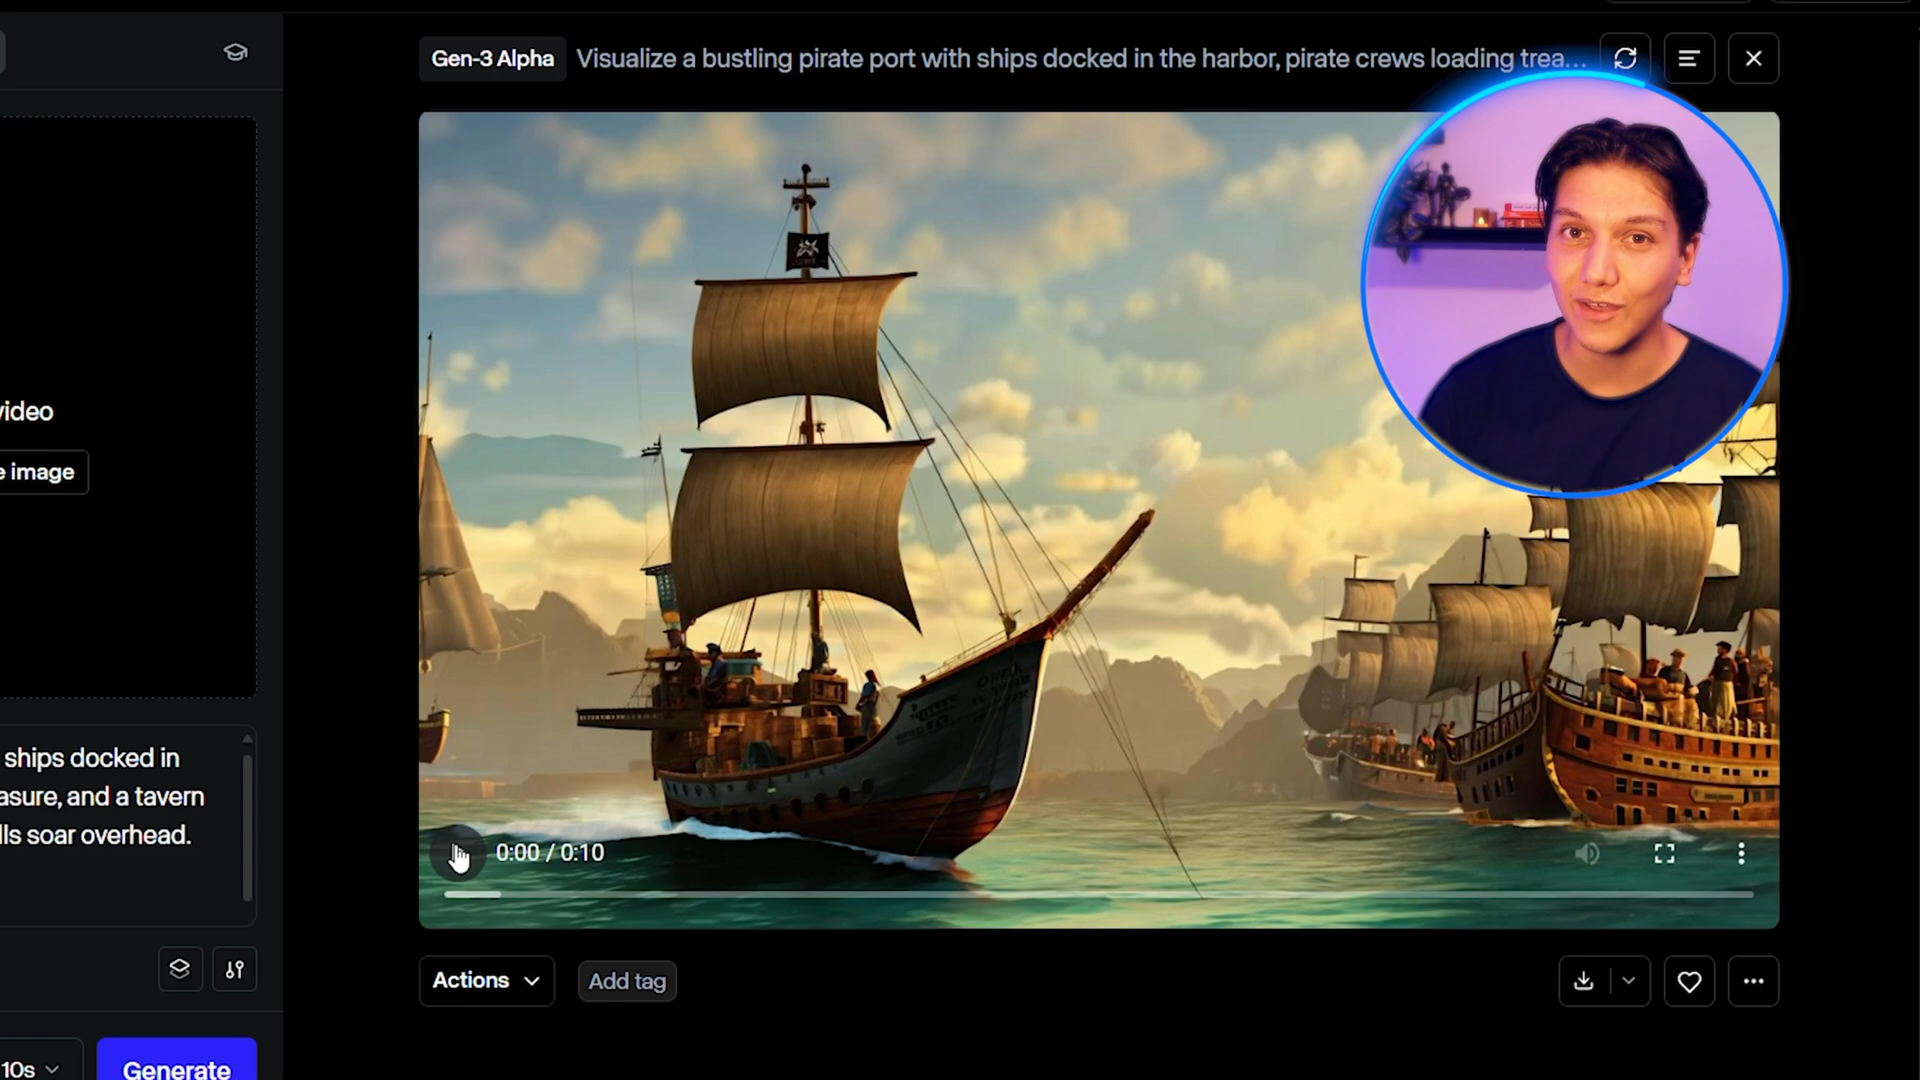 Gen-3 Alpha
Visualize a bustling pirate port with ships docked in the harbor, pirate crews loading trea...
video
e image
ships docked in
asure, and a tavern
lls soar overhead.
0:00 / 0:10
Actions
Add tag
10s
Generate